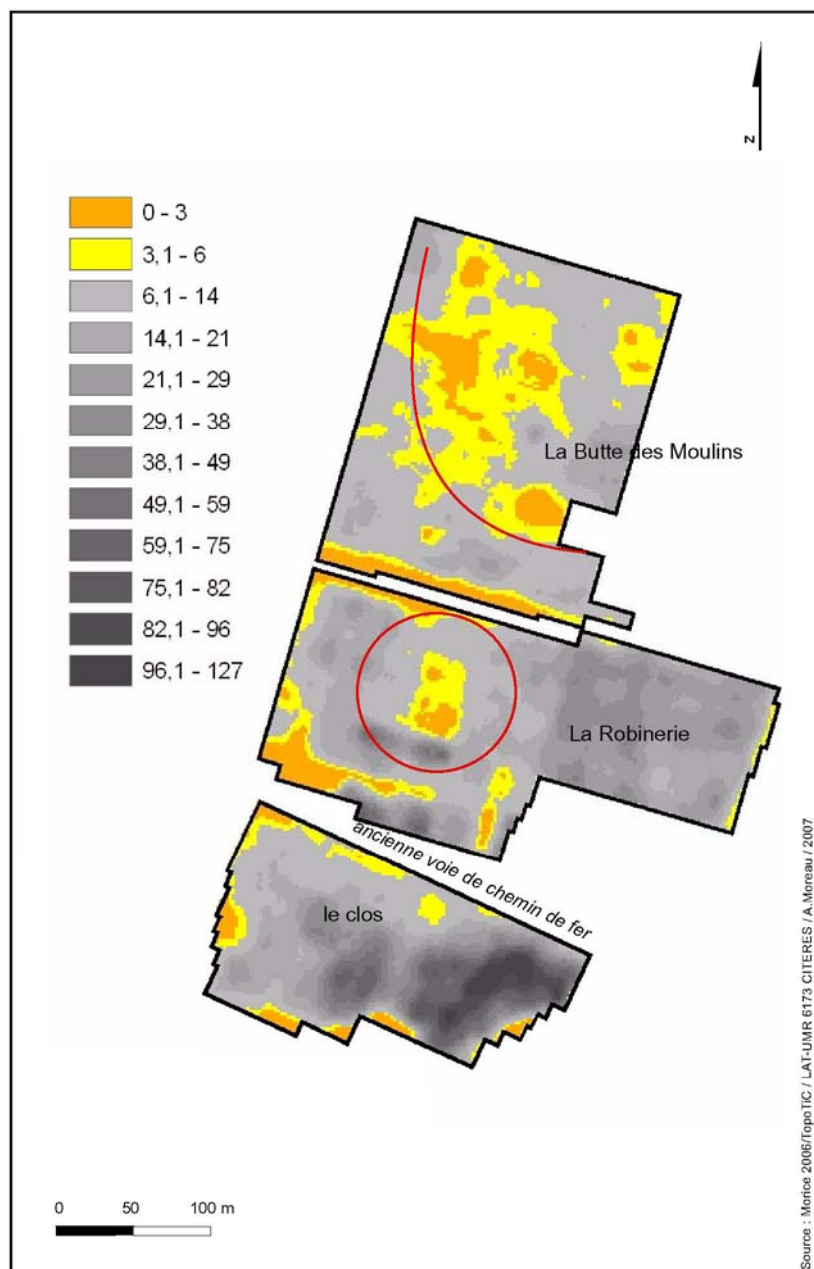 N
0 - 3
3,1 - 6
6,1 - 14
14,1 - 21
21,1 - 29
29,1 - 38
38,1 - 49
49,1 - 59
59,1 - 75
75,1 - 82
82,1 - 96
96,1 - 127
La Butte des Moulins
La Robinerie
ancienne voie de chemin de fer
le clos
0 50 100 m
Source : Morice 2006/TopoTiC / LAT-UMR 6173 CITERES / A.Moreau / 2007